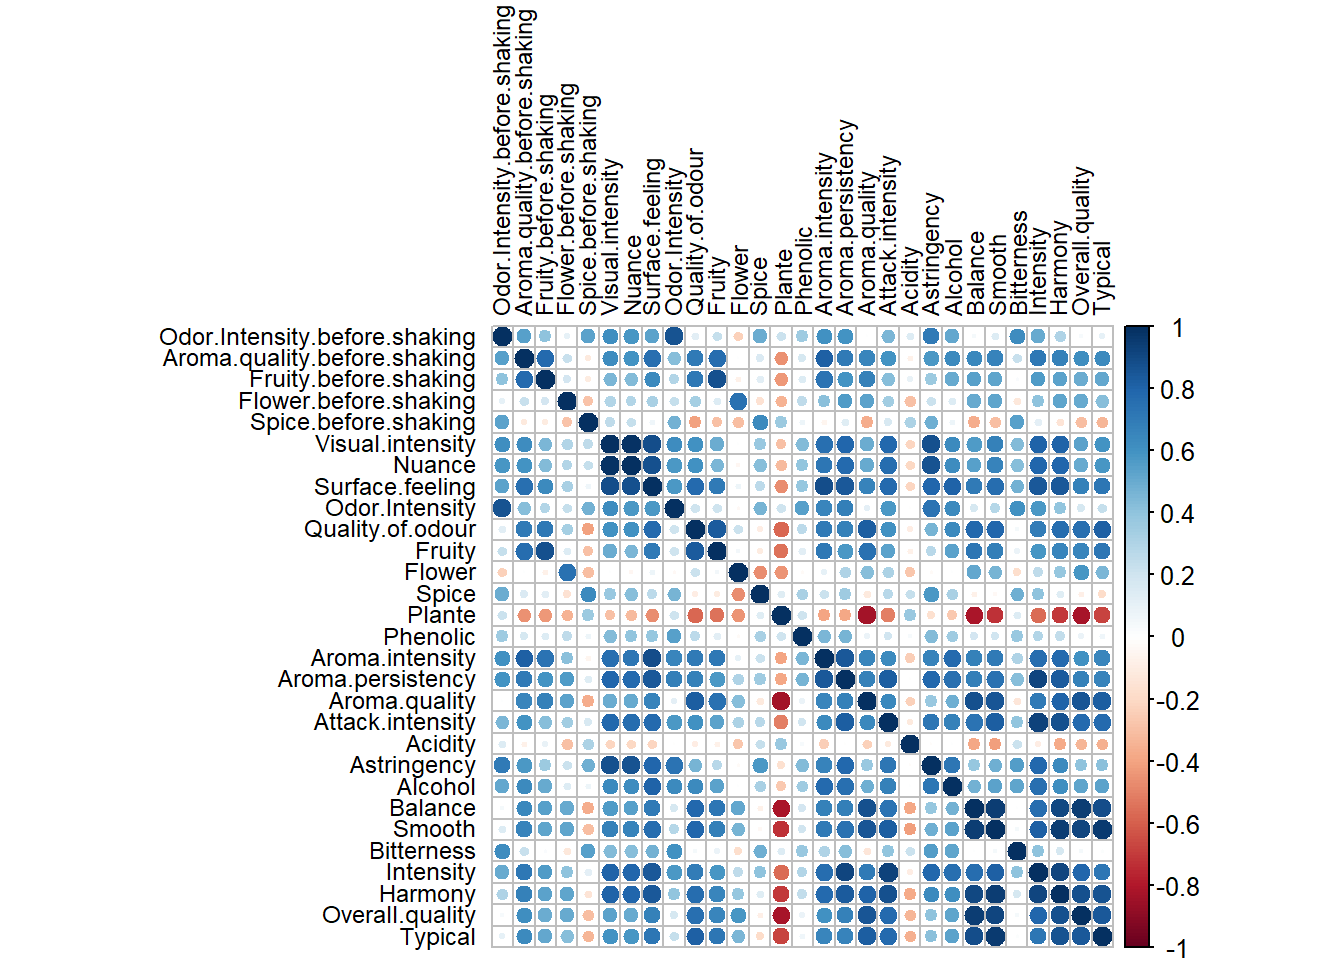 Odor.Intensity.before.shaking
Aroma.quality.before.shaking
Fruity.before.shaking
Flower.before.shaking
Spice.before.shaking
Visual.intensity
Nuance
Surface.feeling
Odor.Intensity
Quality.of.odour
Fruity
Flower
Spice
Plante
Phenolic
Aroma.intensity
Aroma.persistency
Aroma.quality
Attack.intensity
Acidity
Astringency
Alcohol
Balance
Smooth
Bitterness
Intensity
Harmony
Overall.quality
Typical
Odor.Intensity.before.shaking
Aroma.quality.before.shaking
Fruity.before.shaking
Flower.before.shaking
Spice.before.shaking
Visual.intensity
Nuance
Surface.feeling
Odor.Intensity
Quality.of.odour
Fruity
Flower
Spice
Plante
Phenolic
Aroma.intensity
Aroma.persistency
Aroma.quality
Attack.intensity
Acidity
Astringency
Alcohol
Balance
Smooth
Bitterness
Intensity
Harmony
Overall.quality
Typical
1
0.8
0.6
0.4
0.2
0
-0.2
-0.4
-0.6
-0.8
-1